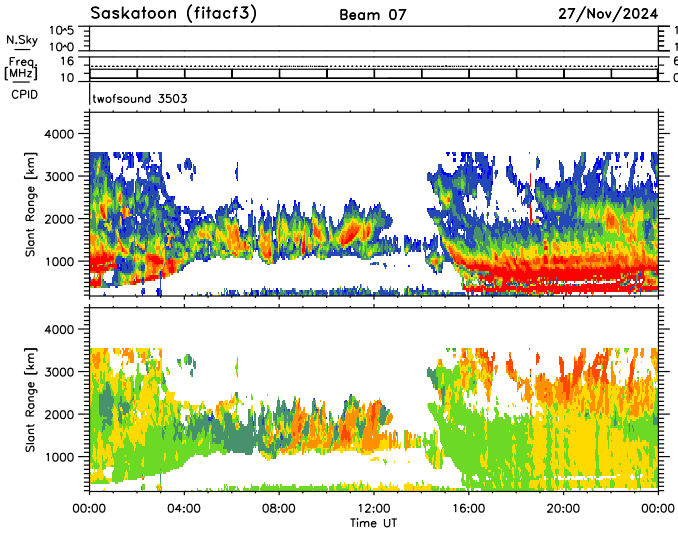 Saskatoon (fitacf3) Beam 07 27/Nov/2024
N.Sky 10^5 10^0 1 1
Freq. [MHz] 16 10 6 0
CPID twofsound 3503
Slant Range [km] 4000 3000 2000 1000
Slant Range [km] 4000 3000 2000 1000
00:00 04:00 08:00 12:00 16:00 20:00 00:00
Time UT